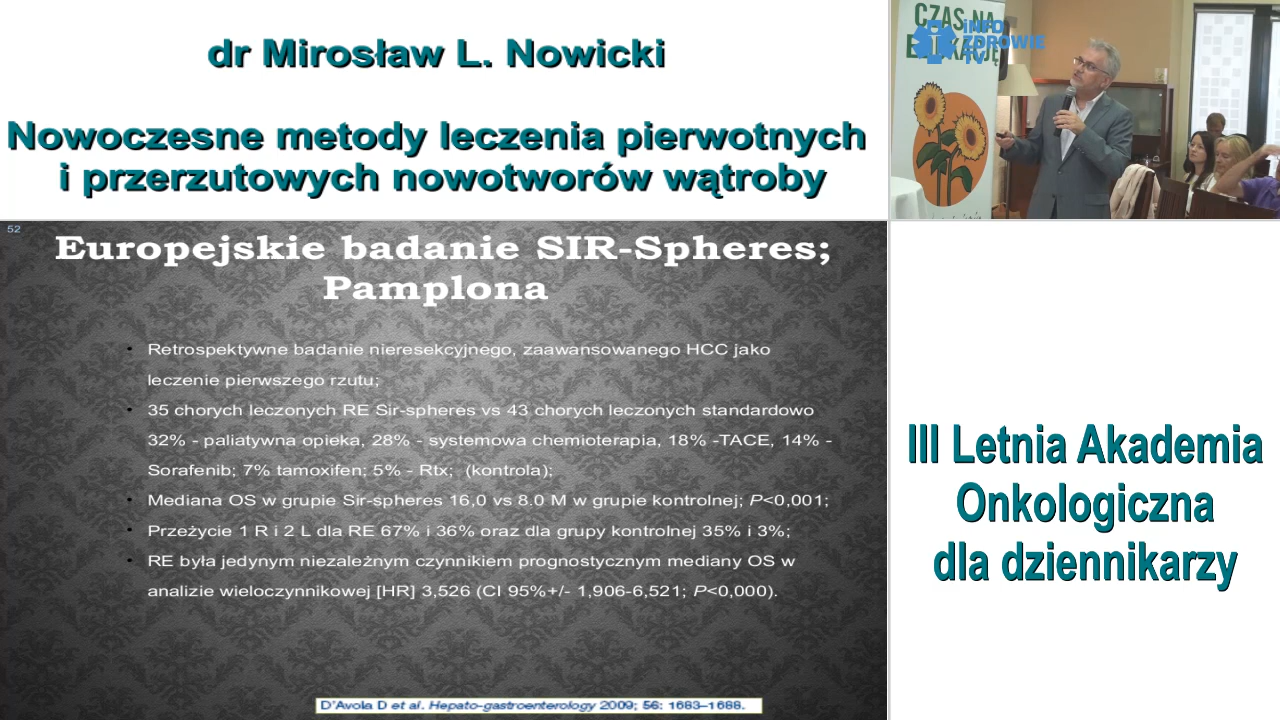 dr Mirosław L. Nowicki
Nowoczesne metody leczenia pierwotnych
i przerzutowych nowotworów wątroby
CZAS NA
EDUKACJĘ
iNFO
ZDROWIE
TV
52
Europejskie badanie SIR-Spheres;
Pamplona
• Retrospektywne badanie nieresekcyjnego, zaawansowanego HCC jako
leczenie pierwszego rzutu;
• 35 chorych leczonych RE Sir-spheres vs 43 chorych leczonych standardowo
32% - paliatywna opieka, 28% - systemowa chemioterapia, 18% -TACE, 14% -
Sorafenib; 7% tamoxifen; 5% - Rtx;  (kontrola);
• Mediana OS w grupie Sir-spheres 16,0 vs 8.0 M w grupie kontrolnej; P<0,001;
• Przeżycie 1 R i 2 L dla RE 67% i 36% oraz dla grupy kontrolnej 35% i 3%;
• RE była jedynym niezależnym czynnikiem prognostycznym mediany OS w
analizie wieloczynnikowej [HR] 3,526 (CI 95%+/- 1,906-6,521; P<0,000).
D'Avola D et al. Hepato-gastroenterology 2009; 56: 1683–1688.
III Letnia Akademia
Onkologiczna
dla dziennikarzy